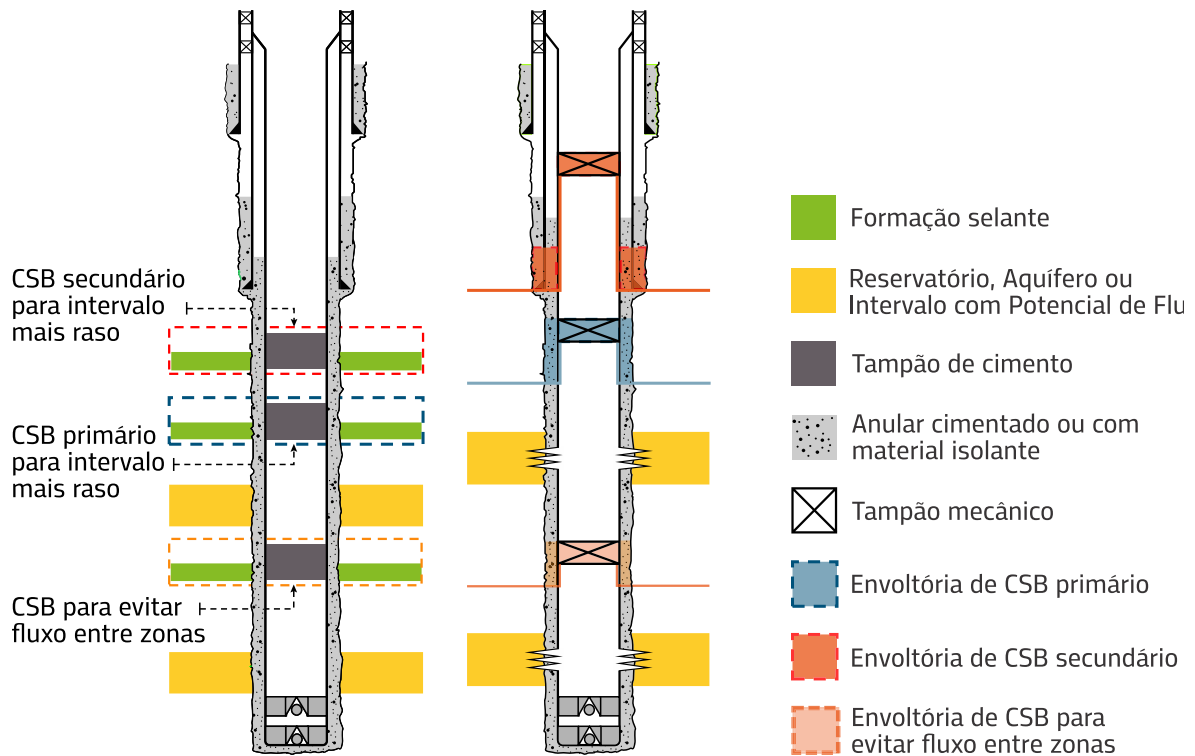 CSB secundário
para intervalo
mais raso
CSB primário
para intervalo
mais raso
CSB para evitar
fluxo entre zonas
Formação selante
Reservatório, Aquífero ou
Intervalo com Potencial de Flu
Tampão de cimento
Anular cimentado ou com
material isolante
Tampão mecânico
Envoltória de CSB primário
Envoltória de CSB secundário
Envoltória de CSB para
evitar fluxo entre zonas